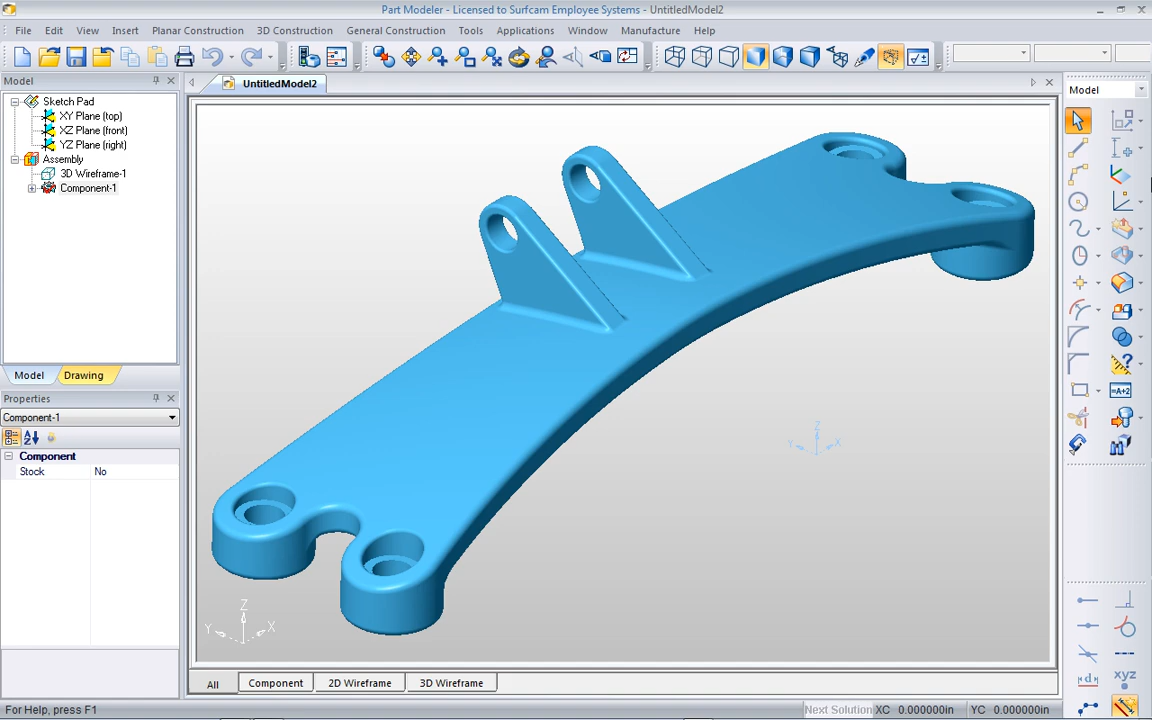 Part Modeler - Licensed to Surfcam Employee Systems - UntitledModel2
File Edit View Insert Planar Construction 3D Construction General Construction Tools Applications Window Manufacture Help
Model
UntitledModel2
Model
Sketch Pad
XY Plane (top)
XZ Plane (front)
YZ Plane (right)
Assembly
3D Wireframe-1
Component-1
Model Drawing
Properties
Component-1
Component
Stock No
Z
Y X
Z
Y X
=A+2
d
xyz
All Component 2D Wireframe 3D Wireframe
For Help, press F1
Next Solution XC 0.000000in YC 0.000000in